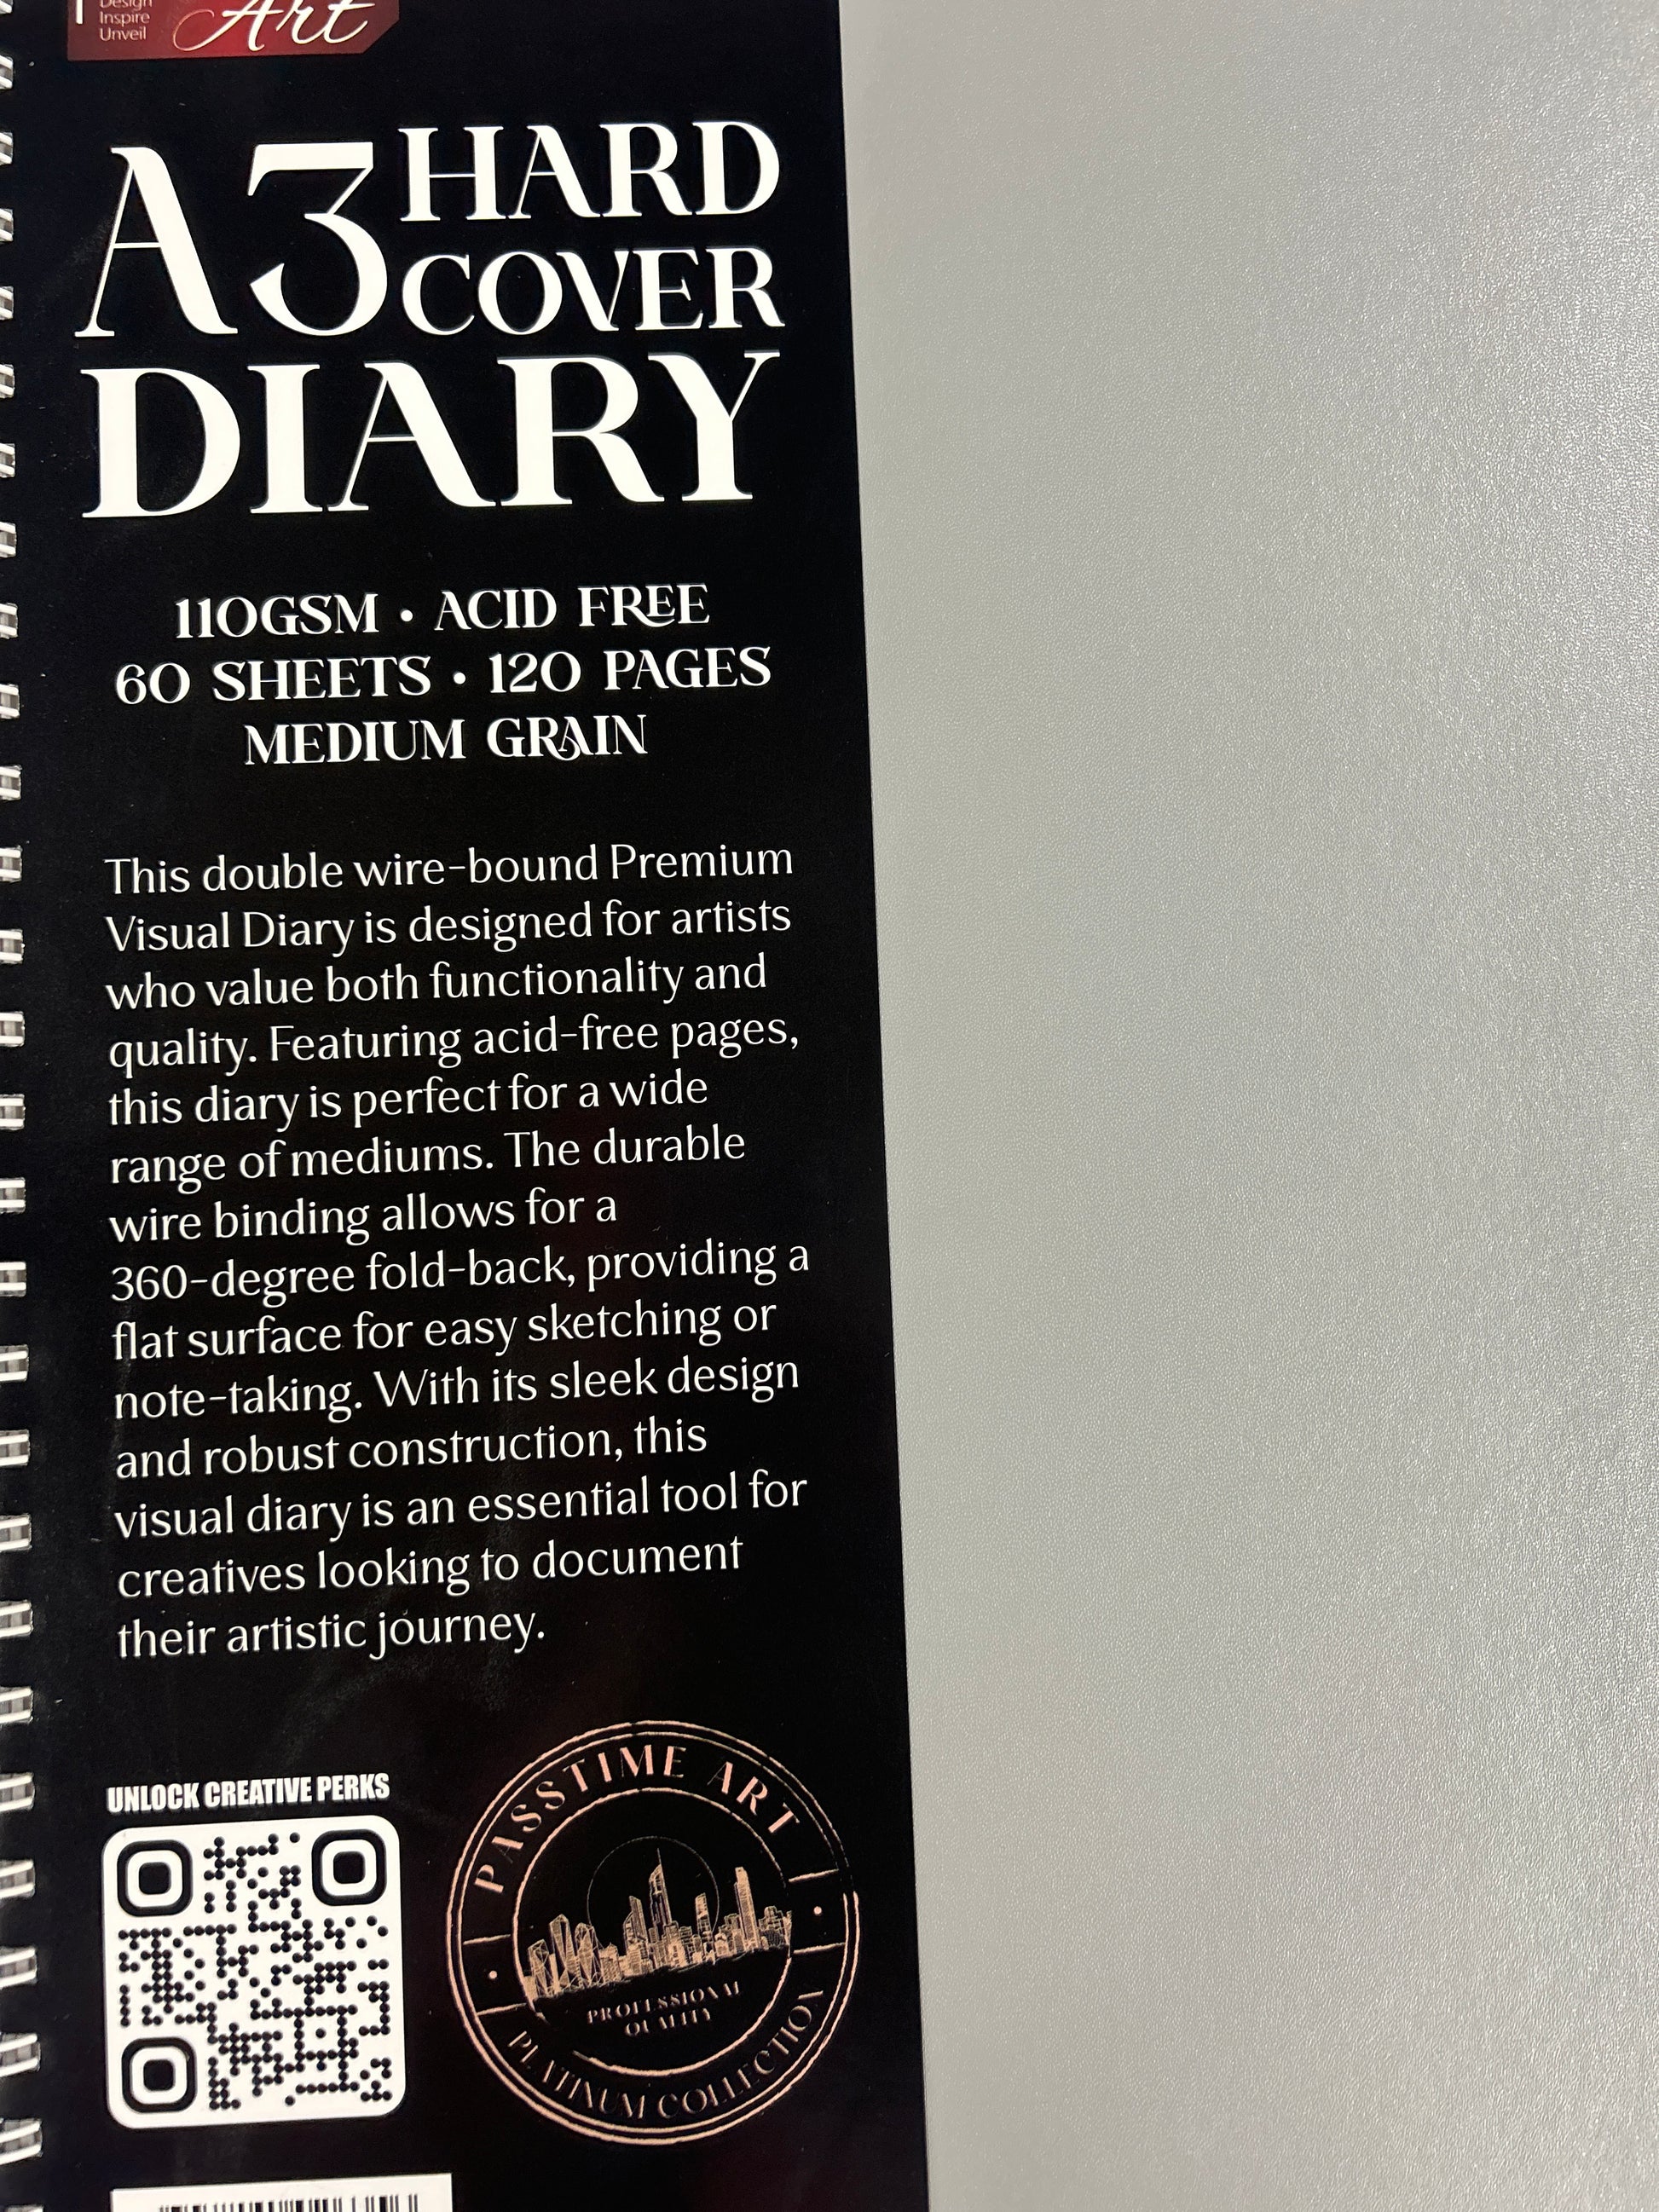 Design
Inspire
Unveil
Art
A3 HARD
COVER
DIARY
110GSM • ACID FREE
60 SHEETS • 120 PAGES
MEDIUM GRAIN
This double wire-bound Premium
Visual Diary is designed for artists
who value both functionality and
quality. Featuring acid-free pages,
this diary is perfect for a wide
range of mediums. The durable
wire binding allows for a
360-degree fold-back, providing a
flat surface for easy sketching or
note-taking. With its sleek design
and robust construction, this
visual diary is an essential tool for
creatives looking to document
their artistic journey.
UNLOCK CREATIVE PERKS
PASSTIME ART
PROFESSIONAL
QUALITY
PLATINUM COLLECTION